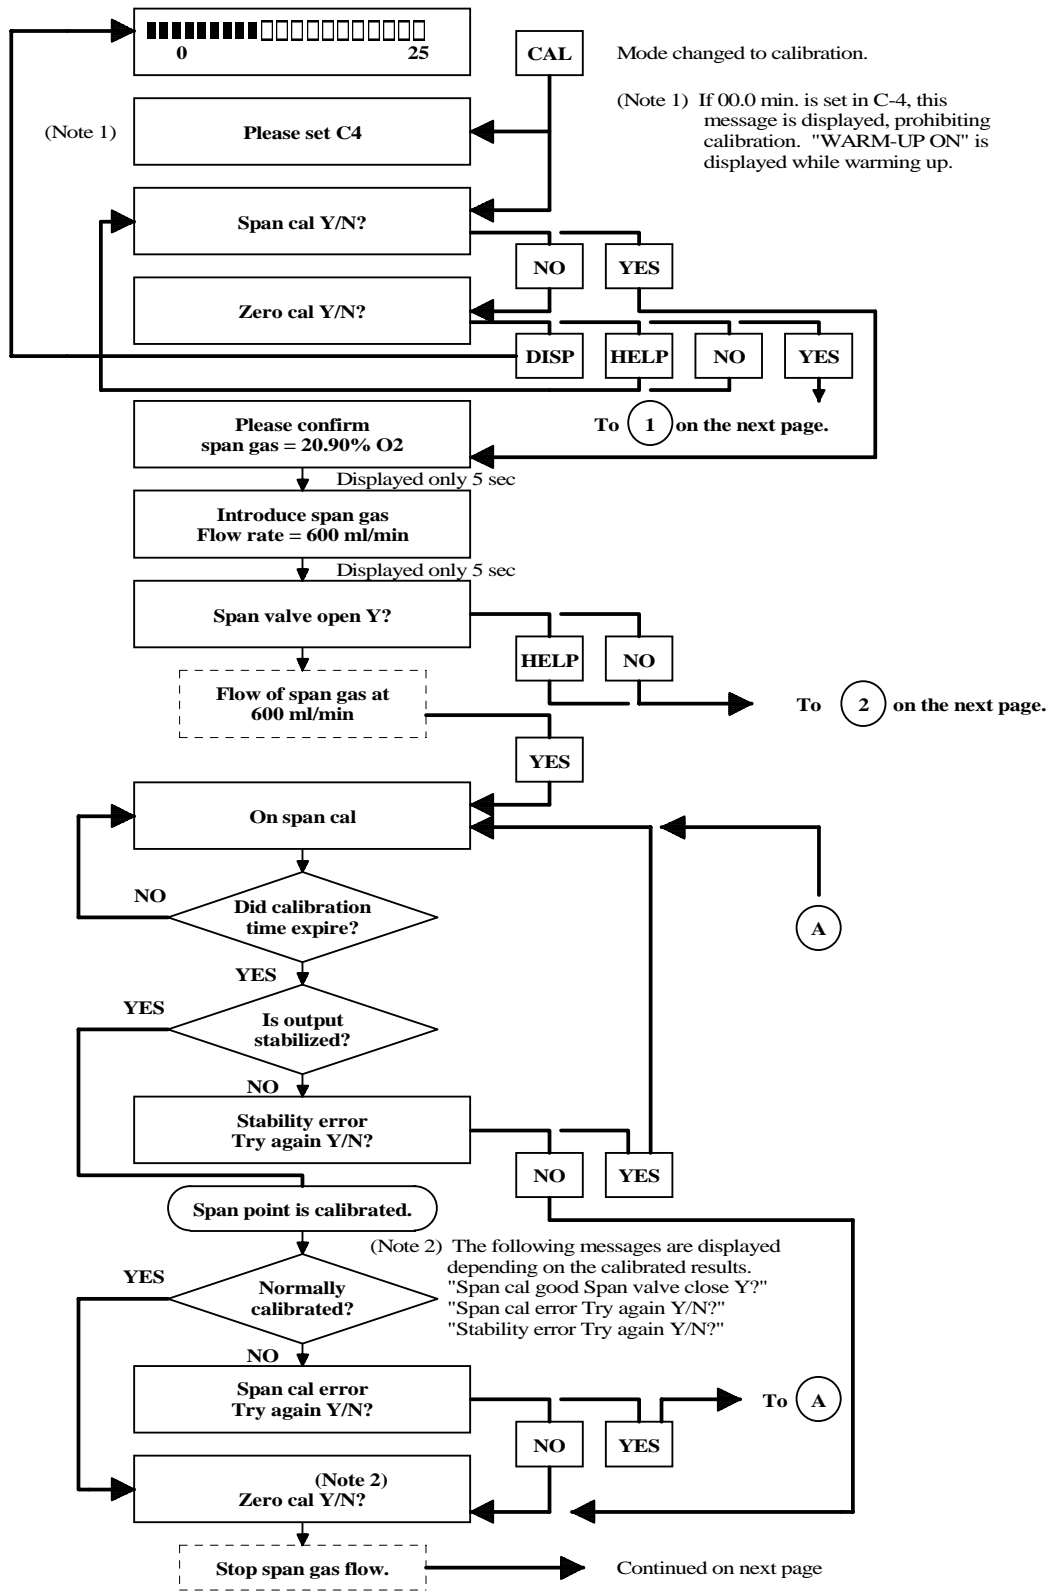 0 25
CAL
Mode changed to calibration.
(Note 1) If 00.0 min. is set in C-4, this
message is displayed, prohibiting
calibration. "WARM-UP ON" is
displayed while warming up.
(Note 1)
Please set C4
Span cal Y/N?
NO YES
Zero cal Y/N?
DISP HELP NO YES
To 1 on the next page.
Please confirm
span gas = 20.90% O2
Displayed only 5 sec
Introduce span gas
Flow rate = 600 ml/min
Displayed only 5 sec
Span valve open Y?
HELP NO
To 2 on the next page.
Flow of span gas at
600 ml/min
YES
On span cal
NO
Did calibration
time expire?
A
YES
YES
Is output
stabilized?
NO
Stability error
Try again Y/N?
NO YES
Span point is calibrated.
(Note 2) The following messages are displayed
depending on the calibrated results.
"Span cal good Span valve close Y?"
"Span cal error Try again Y/N?"
"Stability error Try again Y/N?"
YES
Normally
calibrated?
NO
Span cal error
Try again Y/N?
To A
NO YES
(Note 2)
Zero cal Y/N?
Stop span gas flow.
Continued on next page